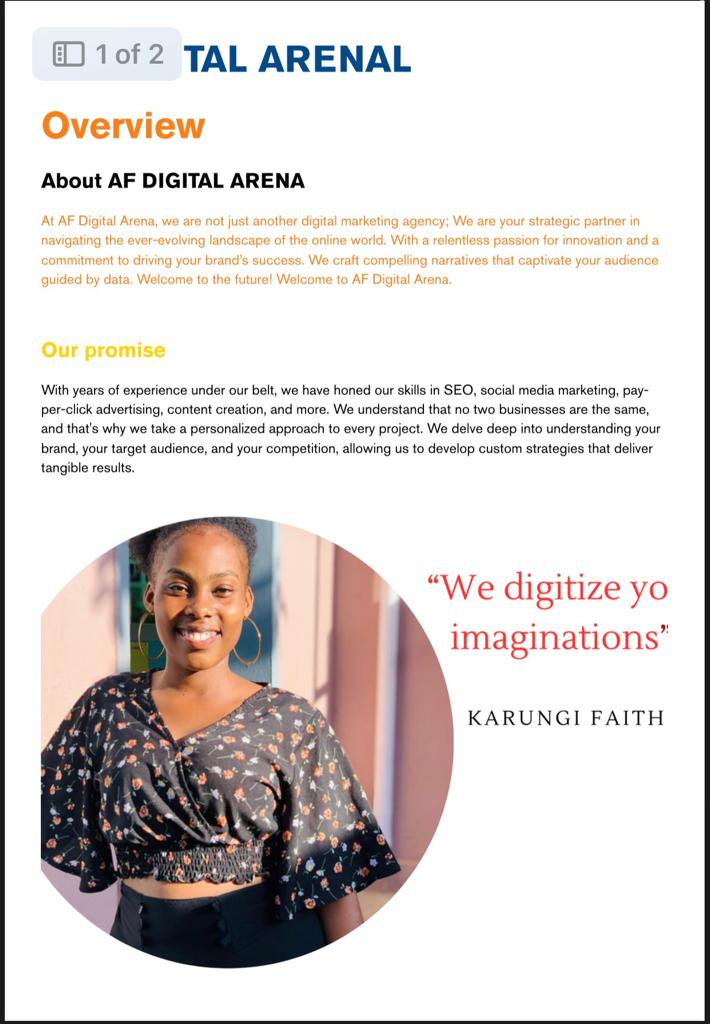 1 of 2
TAL ARENAL
Overview
About AF DIGITAL ARENA
At AF Digital Arena, we are not just another digital marketing agency; We are your strategic partner in
navigating the ever-evolving landscape of the online world. With a relentless passion for innovation and a
commitment to driving your brand's success. We craft compelling narratives that captivate your audience
guided by data. Welcome to the future! Welcome to AF Digital Arena.
Our promise
With years of experience under our belt, we have honed our skills in SEO, social media marketing, pay-
per-click advertising, content creation, and more. We understand that no two businesses are the same,
and that's why we take a personalized approach to every project. We delve deep into understanding your
brand, your target audience, and your competition, allowing us to develop custom strategies that deliver
tangible results.
“We digitize yo
imaginations”
KARUNGI FAITH